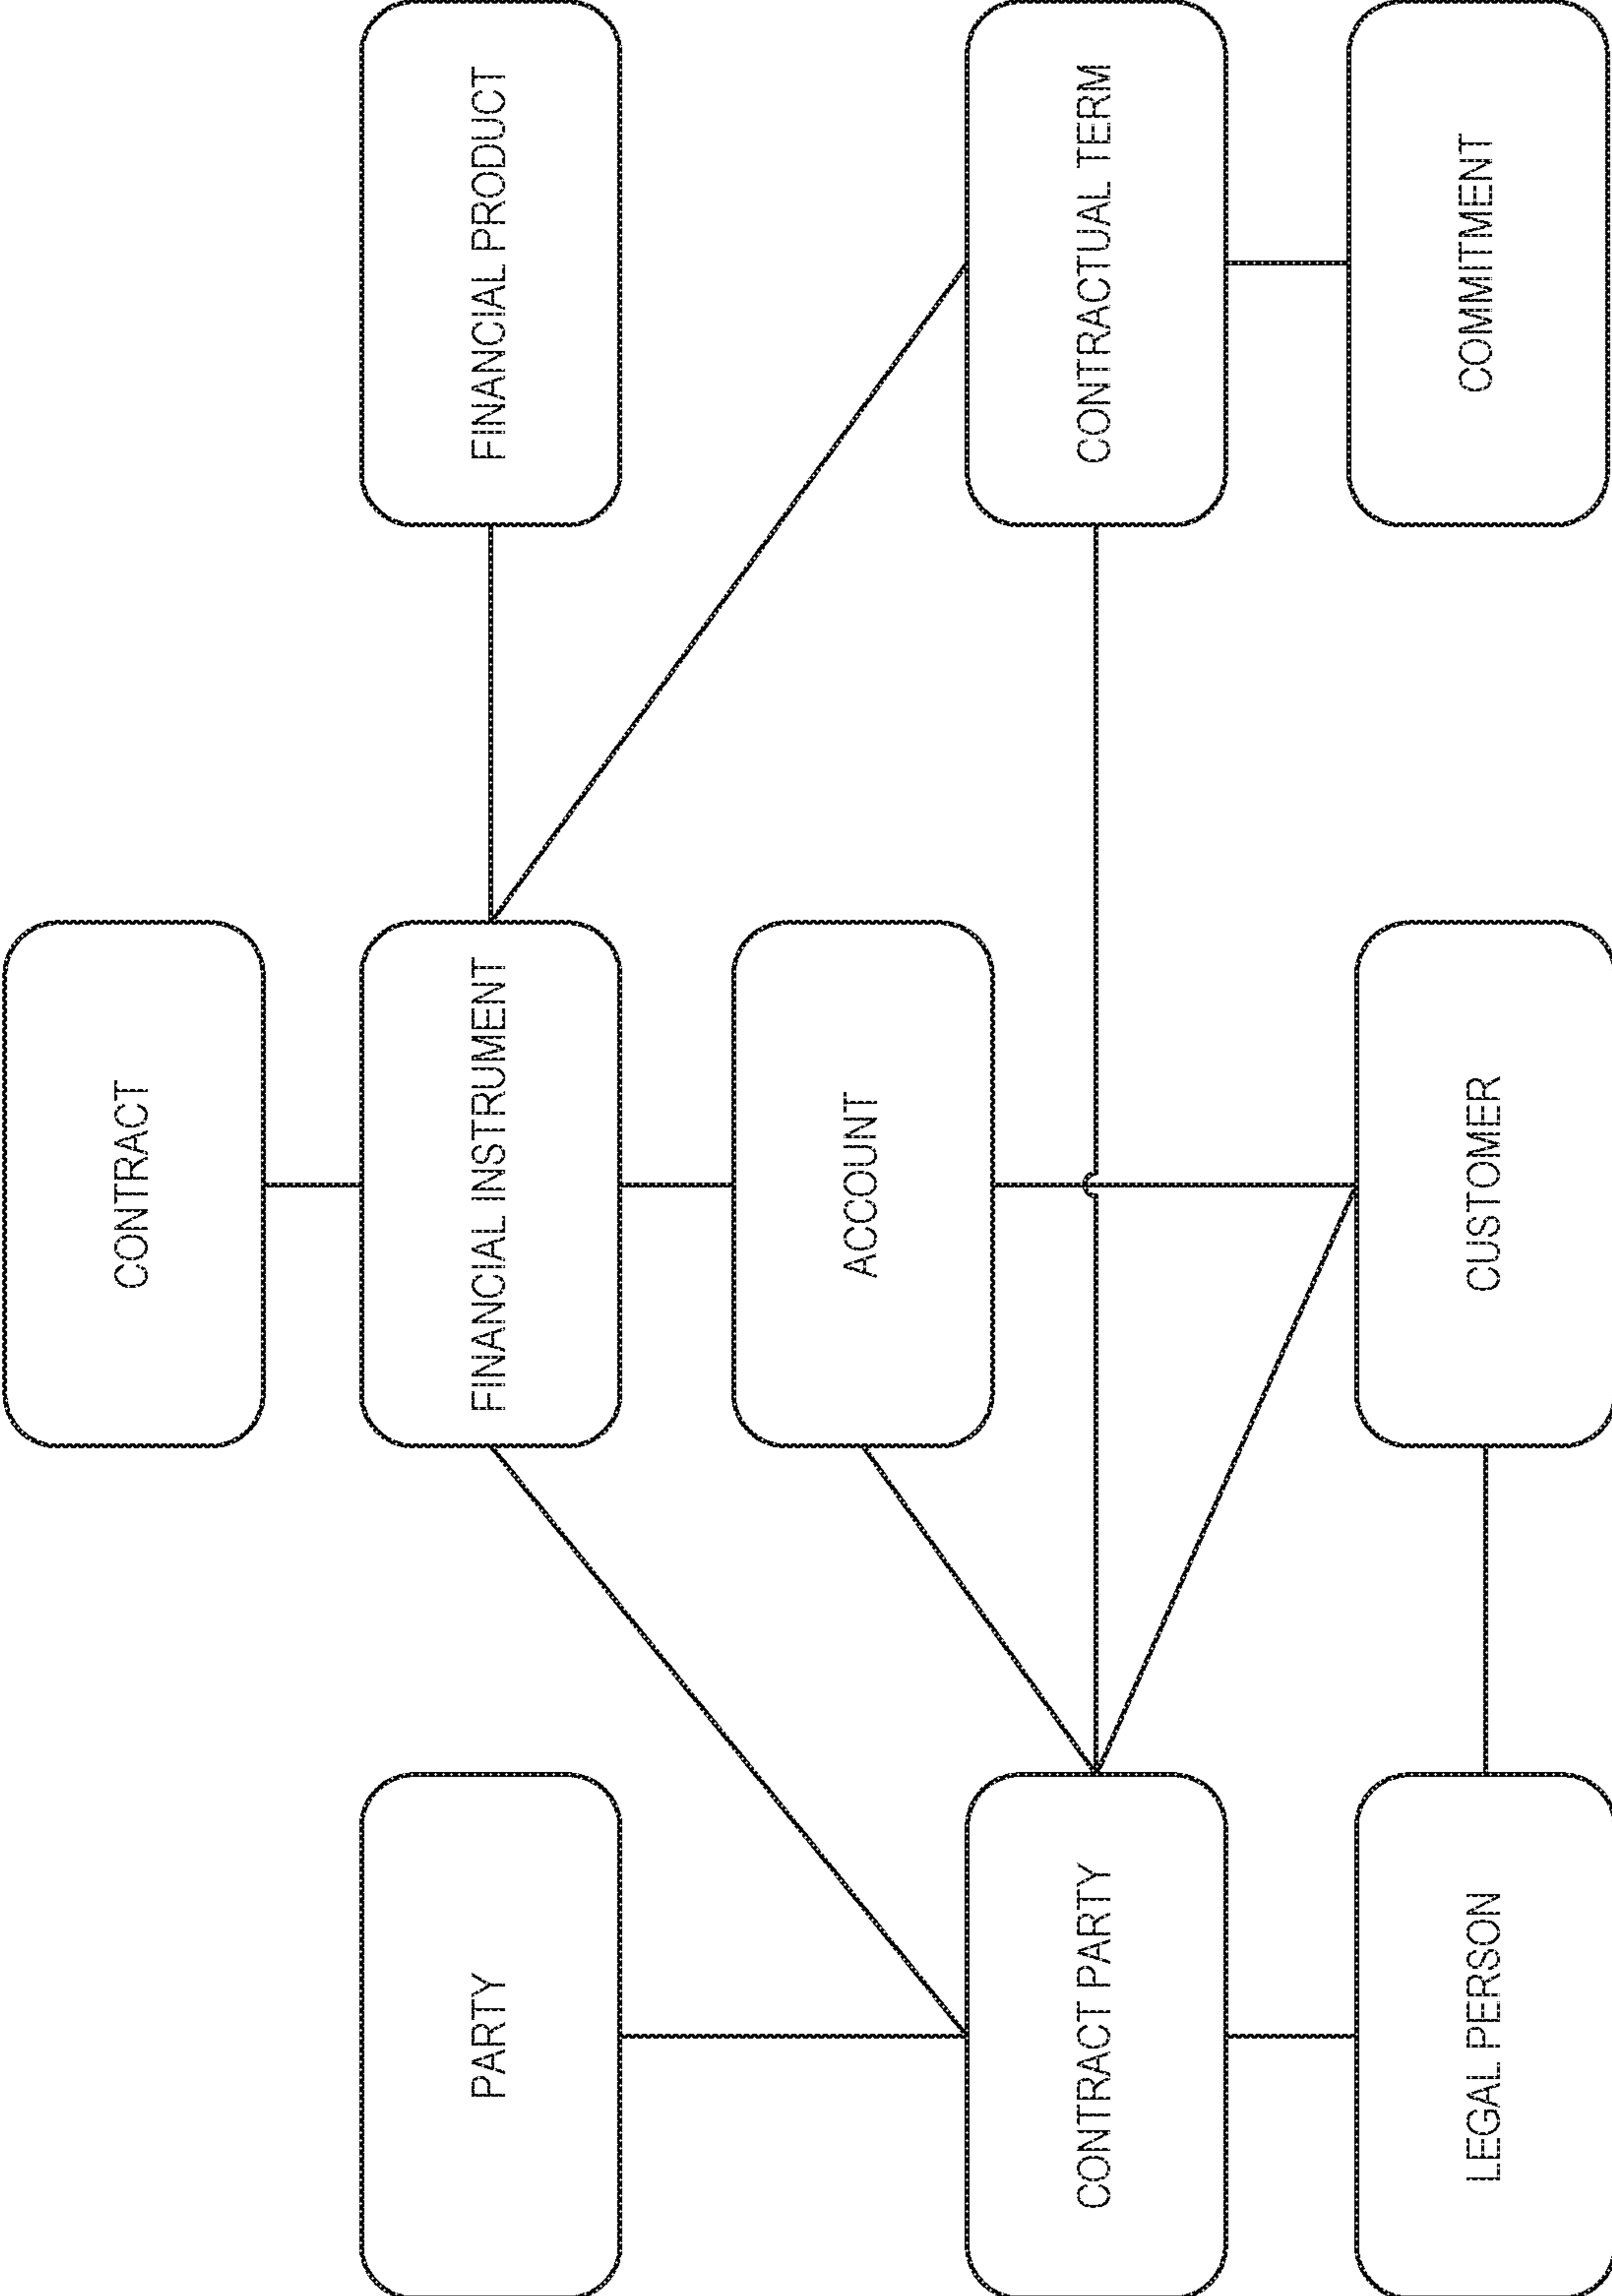 CONTRACT
PARTY
FINANCIAL INSTRUMENT
FINANCIAL PRODUCT
ACCOUNT
CONTRACT PARTY
CONTRACTUAL TERM
LEGAL PERSON
CUSTOMER
COMMITMENT